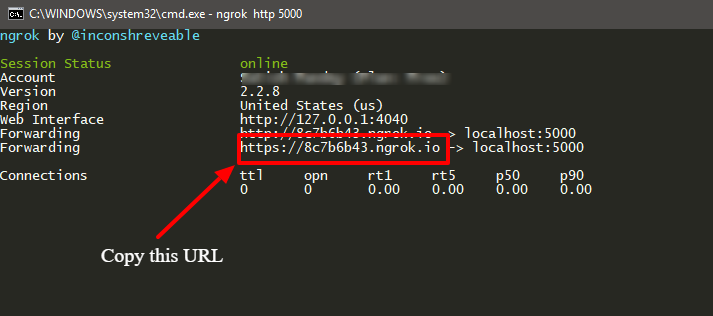 C:\WINDOWS\system32\cmd.exe - ngrok  http 5000
ngrok by @inconshreveable
Session Status online
Account
Version 2.2.8
Region United States (us)
Web Interface http://127.0.0.1:4040
Forwarding http://8c7b6b43.ngrok.io -> localhost:5000
Forwarding https://8c7b6b43.ngrok.io -> localhost:5000
Connections ttl opn rt1 rt5 p50 p90
0 0 0.00 0.00 0.00 0.00
Copy this URL